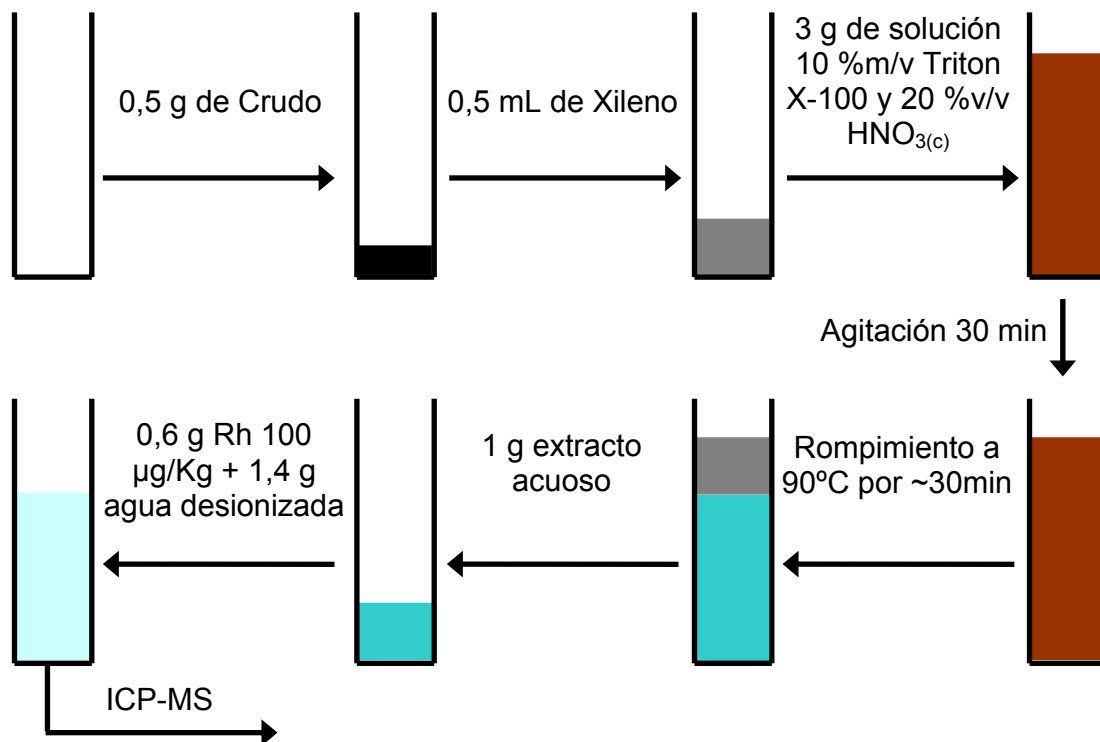 0,5 g de Crudo
0,5 mL de Xileno
3 g de solución
10 %m/v Triton
X-100 y 20 %v/v
HNO3(c)
Agitación 30 min
Rompimiento a
90ºC por ~30min
1 g extracto
acuoso
0,6 g Rh 100
µg/Kg + 1,4 g
agua desionizada
ICP-MS